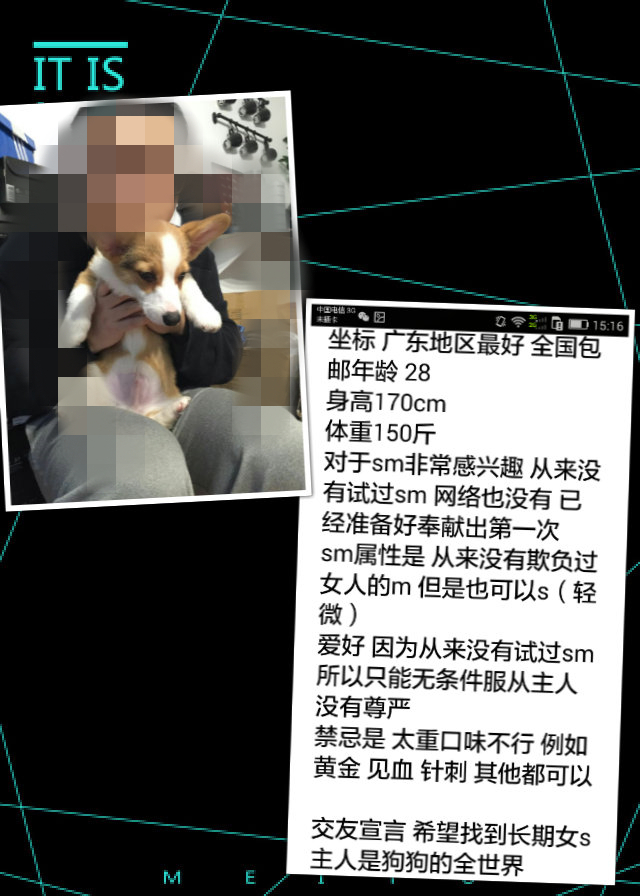 IT IS
中国电信 3G
未插卡
15:16
坐标 广东地区最好 全国包
邮年龄 28
身高170cm
体重150斤
对于sm非常感兴趣 从来没
有试过sm 网络也没有 已
经准备好奉献出第一次
sm属性是 从来没有欺负过
女人的m 但是也可以s（轻
微）
爱好 因为从来没有试过sm
所以只能无条件服从主人
没有尊严
禁忌是 太重口味不行 例如
黄金 见血 针刺 其他都可以
交友宣言 希望找到长期女s
主人是狗狗的全世界